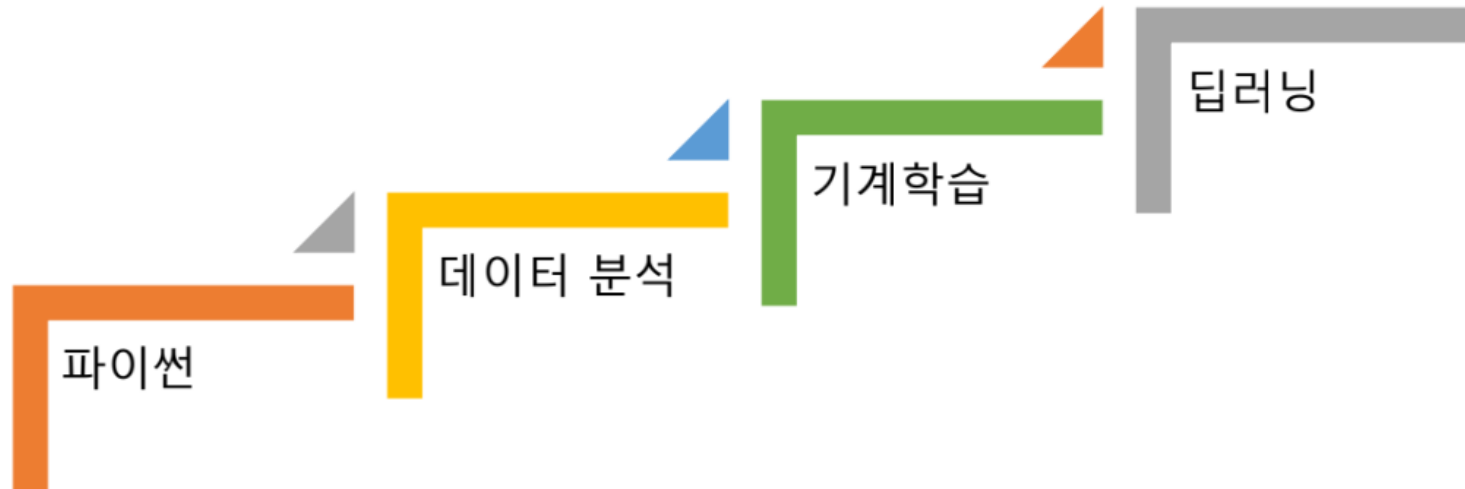 파이썬
데이터 분석
기계학습
딥러닝